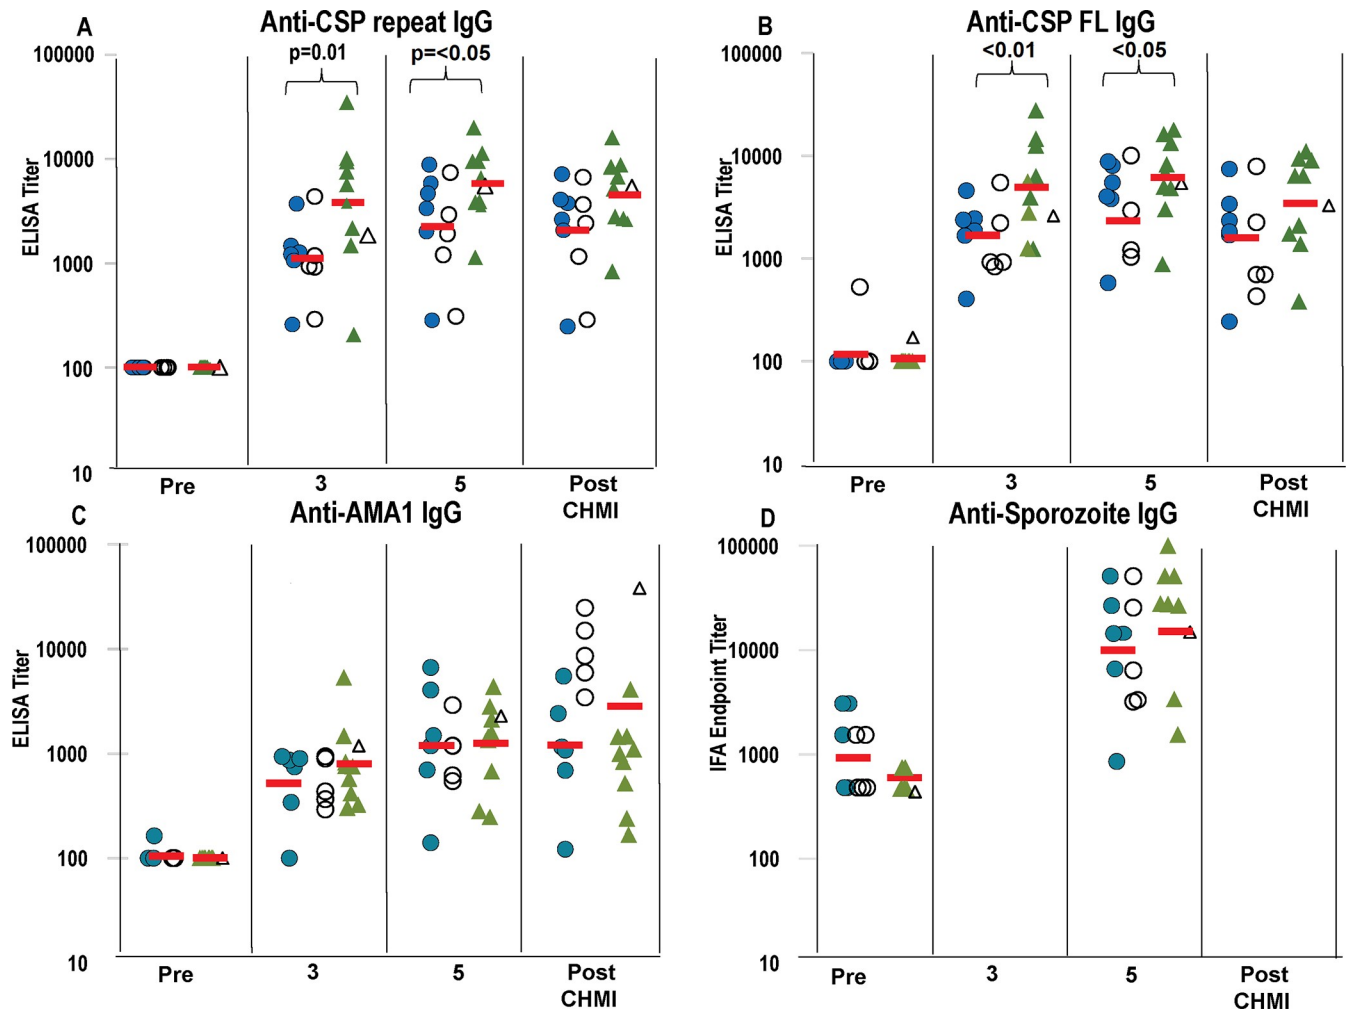 A
Anti-CSP repeat IgG
p=0.01
p=<0.05
ELISA Titer
100000
10000
1000
100
10
Pre
3
5
Post
CHMI
B
Anti-CSP FL IgG
<0.01
<0.05
ELISA Titer
100000
10000
1000
100
10
Pre
3
5
Post
CHMI
C
Anti-AMA1 IgG
ELISA Titer
100000
10000
1000
100
10
Pre
3
5
Post
CHMI
D
Anti-Sporozoite IgG
IFA Endpoint Titer
100000
10000
1000
100
10
Pre
3
5
Post
CHMI